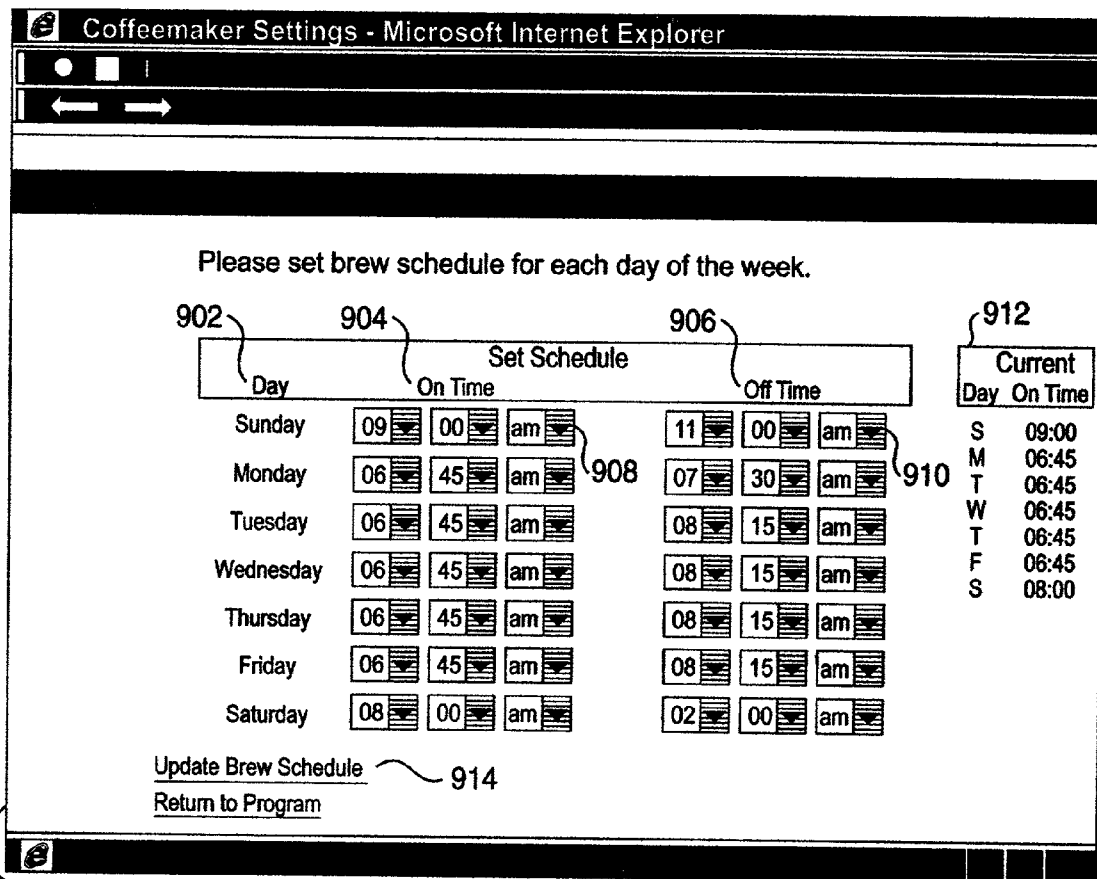 Coffeemaker Settings - Microsoft Internet Explorer
Please set brew schedule for each day of the week.
902 904 906 912
Set Schedule Current
Day On Time Off Time Day On Time
Sunday 09 00 am 11 00 am S 09:00
908 910
Monday 06 45 am 07 30 am M 06:45
Tuesday 06 45 am 08 15 am T 06:45
Wednesday 06 45 am 08 15 am W 06:45
Thursday 06 45 am 08 15 am T 06:45
Friday 06 45 am 08 15 am F 06:45
Saturday 08 00 am 02 00 am S 08:00
Update Brew Schedule 914
Return to Program